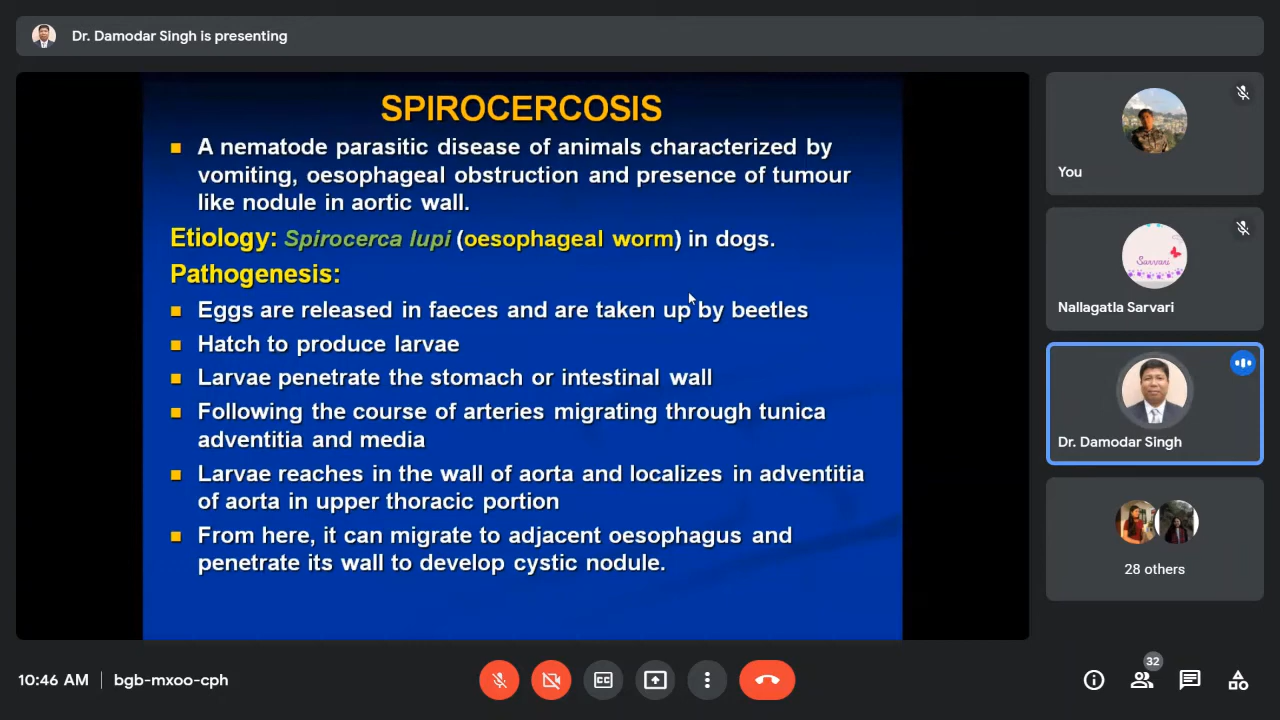 Dr. Damodar Singh is presenting
SPIROCERCOSIS
A nematode parasitic disease of animals characterized by
vomiting, oesophageal obstruction and presence of tumour
like nodule in aortic wall.
Etiology: Spirocerca lupi (oesophageal worm) in dogs.
Pathogenesis:
Eggs are released in faeces and are taken up by beetles
Hatch to produce larvae
Larvae penetrate the stomach or intestinal wall
Following the course of arteries migrating through tunica
adventitia and media
Larvae reaches in the wall of aorta and localizes in adventitia
of aorta in upper thoracic portion
From here, it can migrate to adjacent oesophagus and
penetrate its wall to develop cystic nodule.
You
Sarvari
Nallagatla Sarvari
Dr. Damodar Singh
28 others
10:46 AM | bgb-mxoo-cph
CC
32